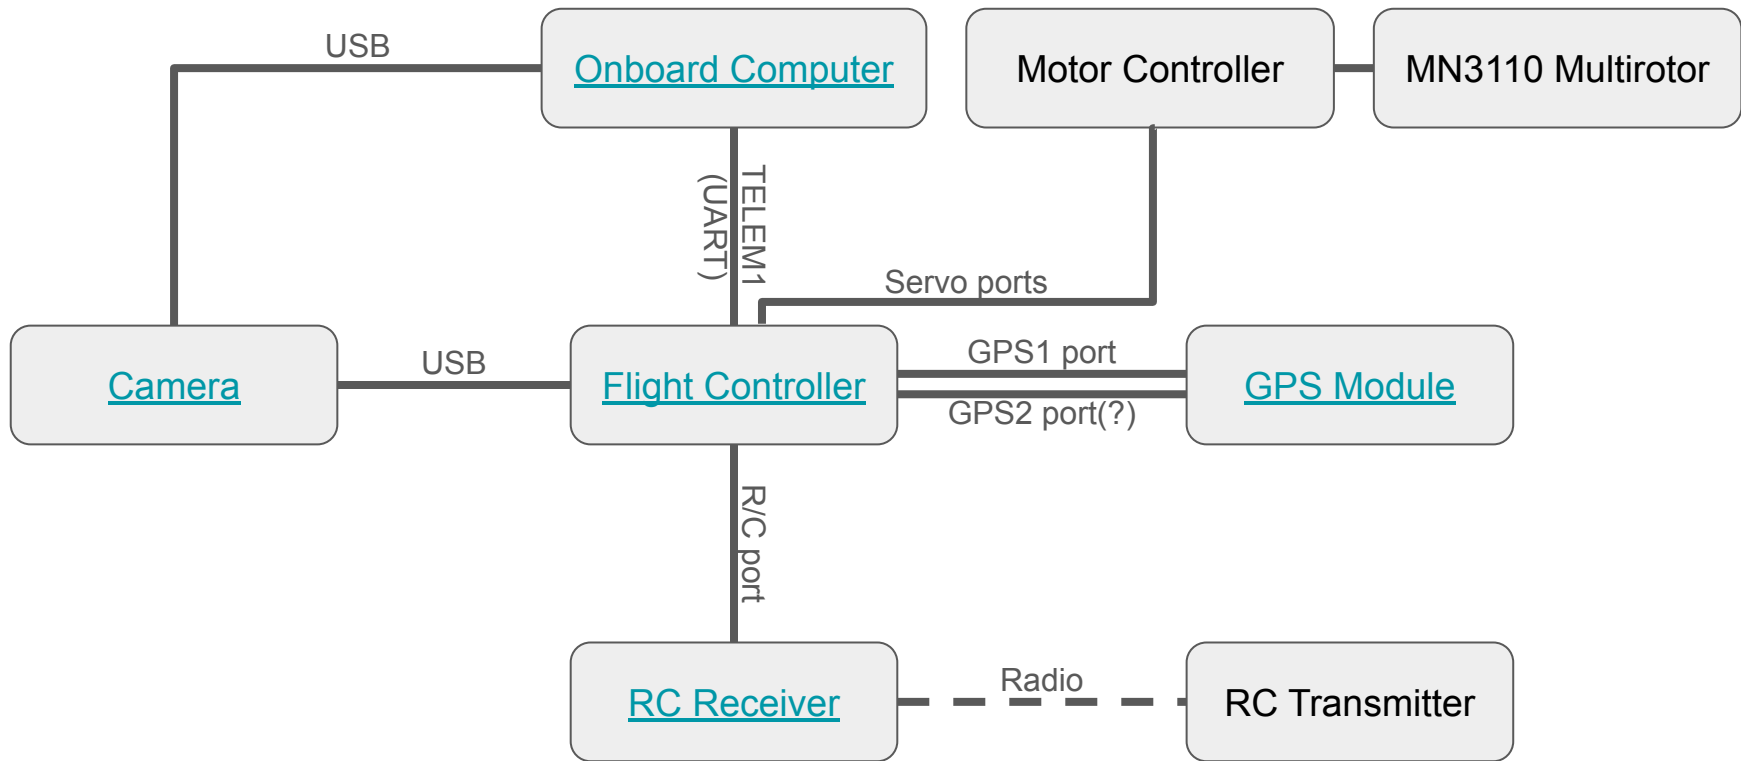 USB
Onboard Computer
Motor Controller
MN3110 Multirotor
TELEM1
(UART)
Servo ports
Camera
USB
Flight Controller
GPS1 port
GPS2 port(?)
GPS Module
R/C port
RC Receiver
Radio
RC Transmitter